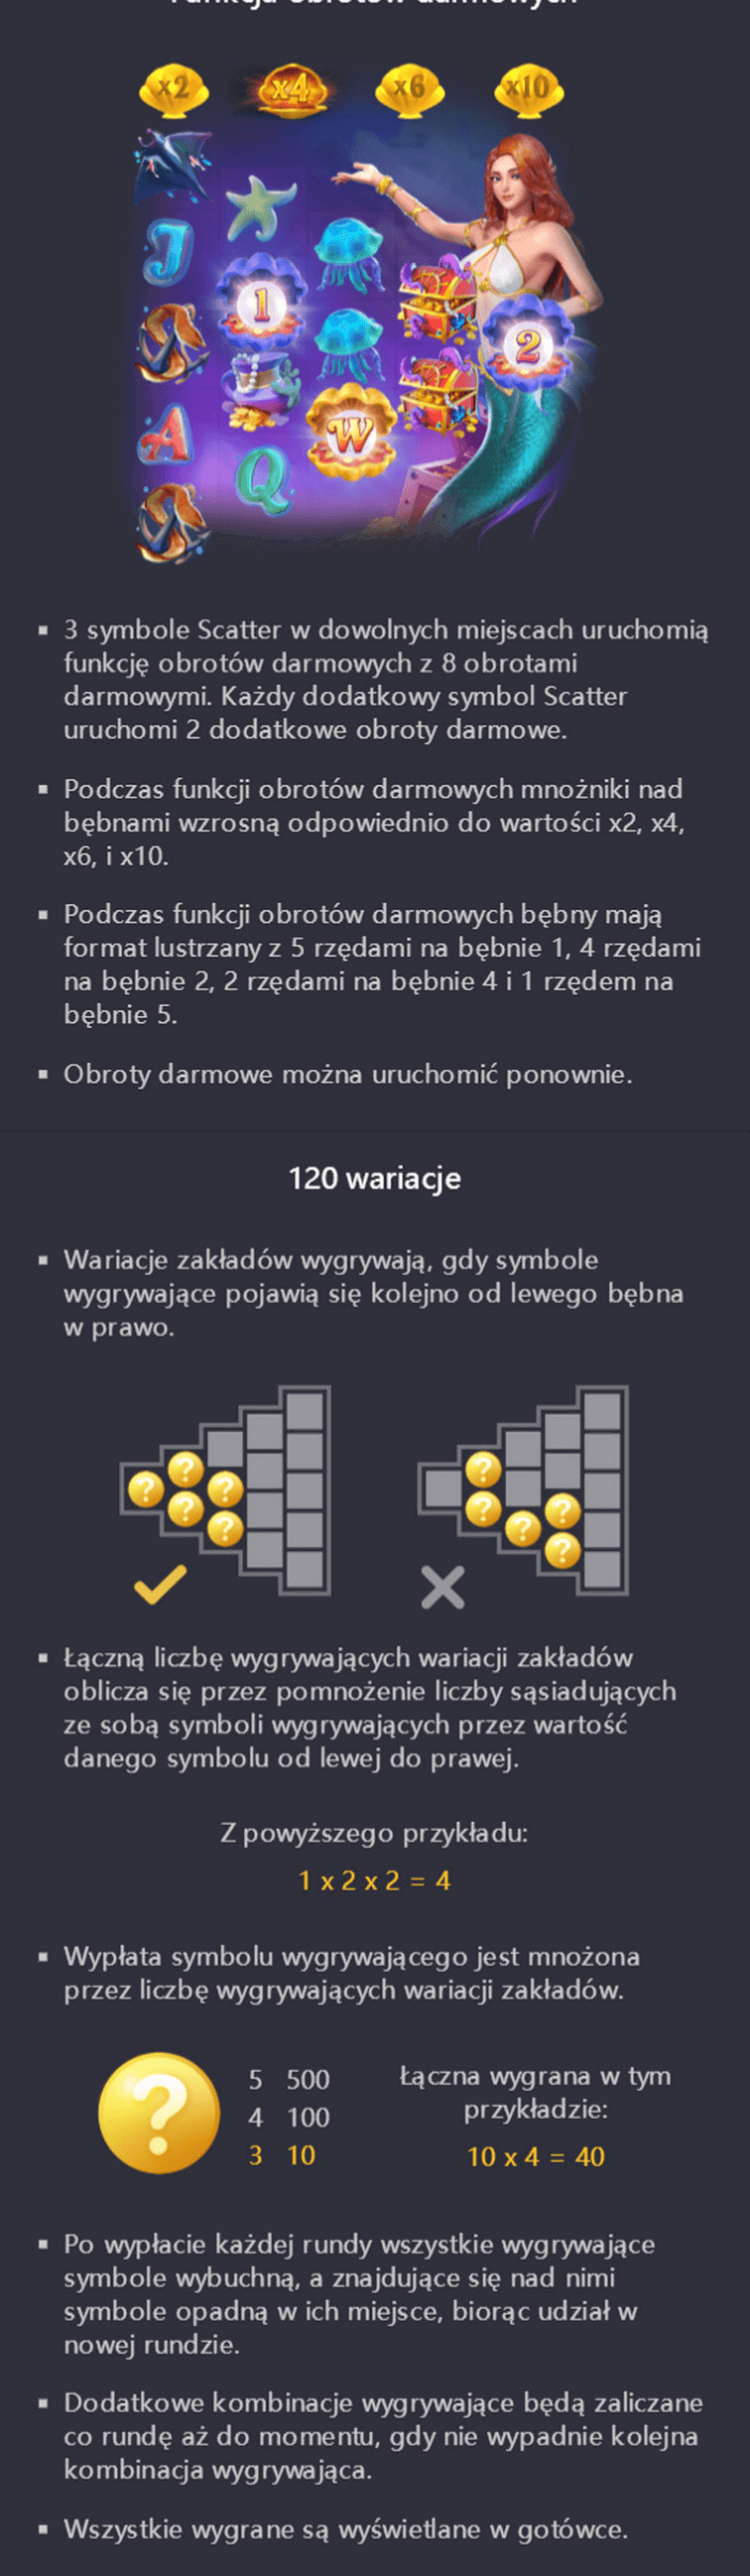 Funkcja obrotów darmowych
x2 x4 x6 x10
J
1
2
A
W
Q
▪ 3 symbole Scatter w dowolnych miejscach uruchomią
funkcję obrotów darmowych z 8 obrotami
darmowymi. Każdy dodatkowy symbol Scatter
uruchomi 2 dodatkowe obroty darmowe.
▪ Podczas funkcji obrotów darmowych mnożniki nad
bębnami wzrosną odpowiednio do wartości x2, x4,
x6, i x10.
▪ Podczas funkcji obrotów darmowych bębny mają
format lustrzany z 5 rzędami na bębnie 1, 4 rzędami
na bębnie 2, 2 rzędami na bębnie 4 i 1 rzędem na
bębnie 5.
▪ Obroty darmowe można uruchomić ponownie.
120 wariacje
▪ Wariacje zakładów wygrywają, gdy symbole
wygrywające pojawią się kolejno od lewego bębna
w prawo.
? ? ? ? ?
? ? ? ? ?
▪ Łączną liczbę wygrywających wariacji zakładów
oblicza się przez pomnożenie liczby sąsiadujących
ze sobą symboli wygrywających przez wartość
danego symbolu od lewej do prawej.
Z powyższego przykładu:
1 x 2 x 2 = 4
▪ Wypłata symbolu wygrywającego jest mnożona
przez liczbę wygrywających wariacji zakładów.
?
5 500
4 100
3 10
Łączna wygrana w tym
przykładzie:
10 x 4 = 40
▪ Po wypłacie każdej rundy wszystkie wygrywające
symbole wybuchną, a znajdujące się nad nimi
symbole opadną w ich miejsce, biorąc udział w
nowej rundzie.
▪ Dodatkowe kombinacje wygrywające będą zaliczane
co rundę aż do momentu, gdy nie wypadnie kolejna
kombinacja wygrywająca.
▪ Wszystkie wygrane są wyświetlane w gotówce.